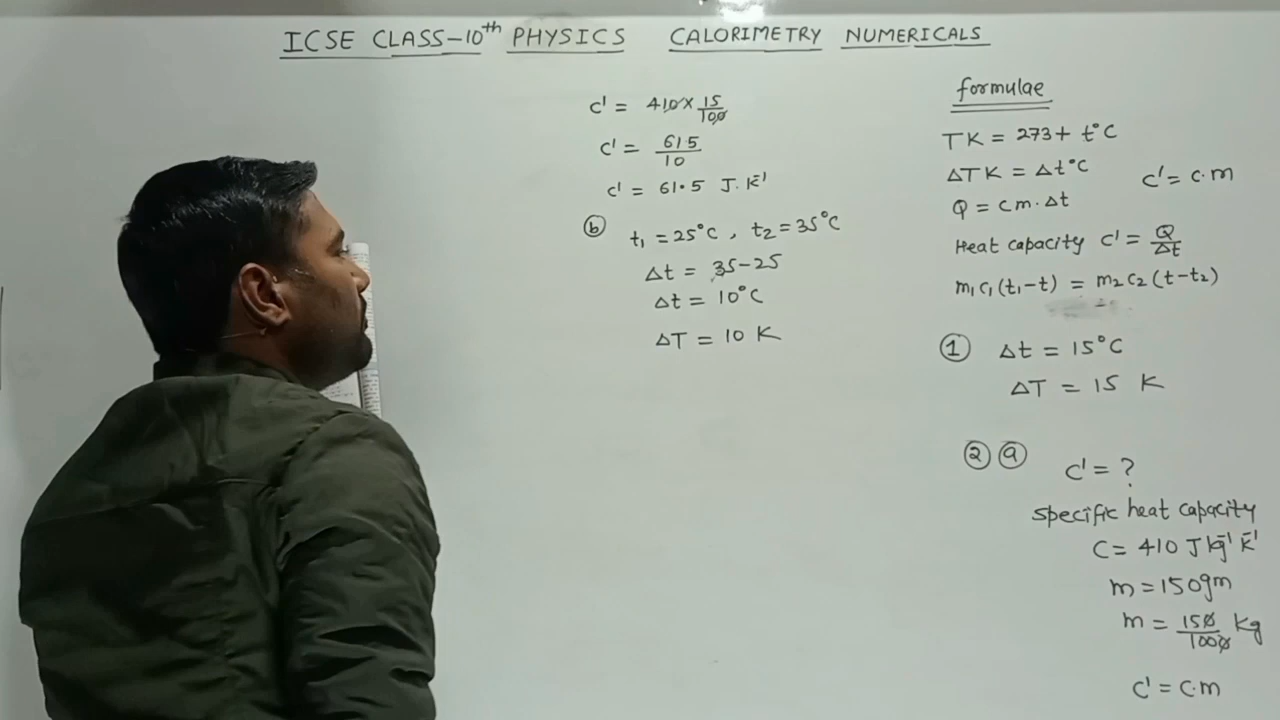 ICSE CLASS-10th PHYSICS CALORIMETRY NUMERICALS
formulae
TK = 273 + t°C
ΔTK = Δt°C
c' = c.m
Q = cm.Δt
Heat capacity c' = Q/Δt
m₁c₁(t₁-t) = m₂c₂(t-t₂)
① Δt = 15°C
ΔT = 15 K
② ⓐ c' = ?
specific heat capacity
C = 410 J kg⁻¹ K⁻¹
m = 150gm
m = 150/1000 kg
c' = c.m
c' = 410 × 15/100
c' = 615/10
c' = 61.5 J.K⁻¹
ⓑ t₁ = 25°C, t₂ = 35°C
Δt = 35-25
Δt = 10°C
ΔT = 10 K